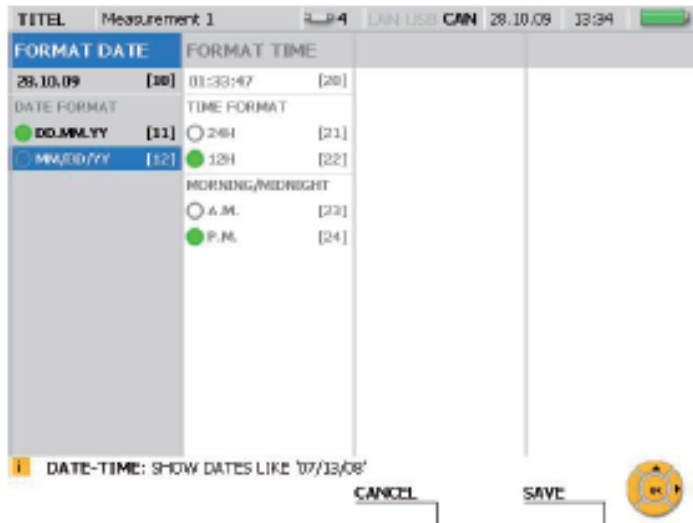 TITEL Measurement 1 4 LAN USB CAN 28.10.09 13:34
FORMAT DATE FORMAT TIME
28.10.09 [10] 01:33:47 [20]
DATE FORMAT TIME FORMAT
DD.MM.YY [11] 24H [21]
MM/DD/YY [12] 12H [22]
MORNING/MIDNIGHT
A.M. [23]
P.M. [24]
i DATE-TIME: SHOW DATES LIKE '07/13/08'
CANCEL SAVE
OK